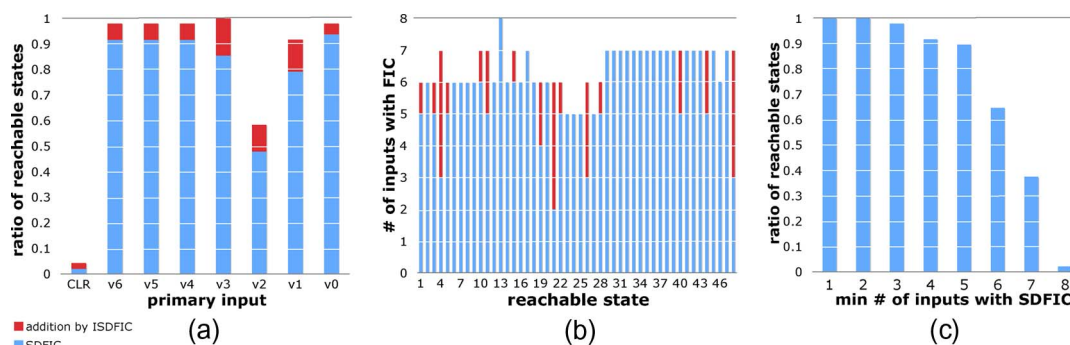 1
0.9
0.8
0.7
0.6
0.5
0.4
0.3
0.2
0.1
0
ratio of reachable states
CLR v6 v5 v4 v3 v2 v1 v0
primary input
(a)
addition by ISDFIC
SDFIC
8
7
6
5
4
3
2
1
0
# of inputs with FIC
1 4 7 10 13 16 19 22 25 28 31 34 37 40 43 46
reachable state
(b)
1
0.9
0.8
0.7
0.6
0.5
0.4
0.3
0.2
0.1
0
ratio of reachable states
1 2 3 4 5 6 7 8
min # of inputs with SDFIC
(c)